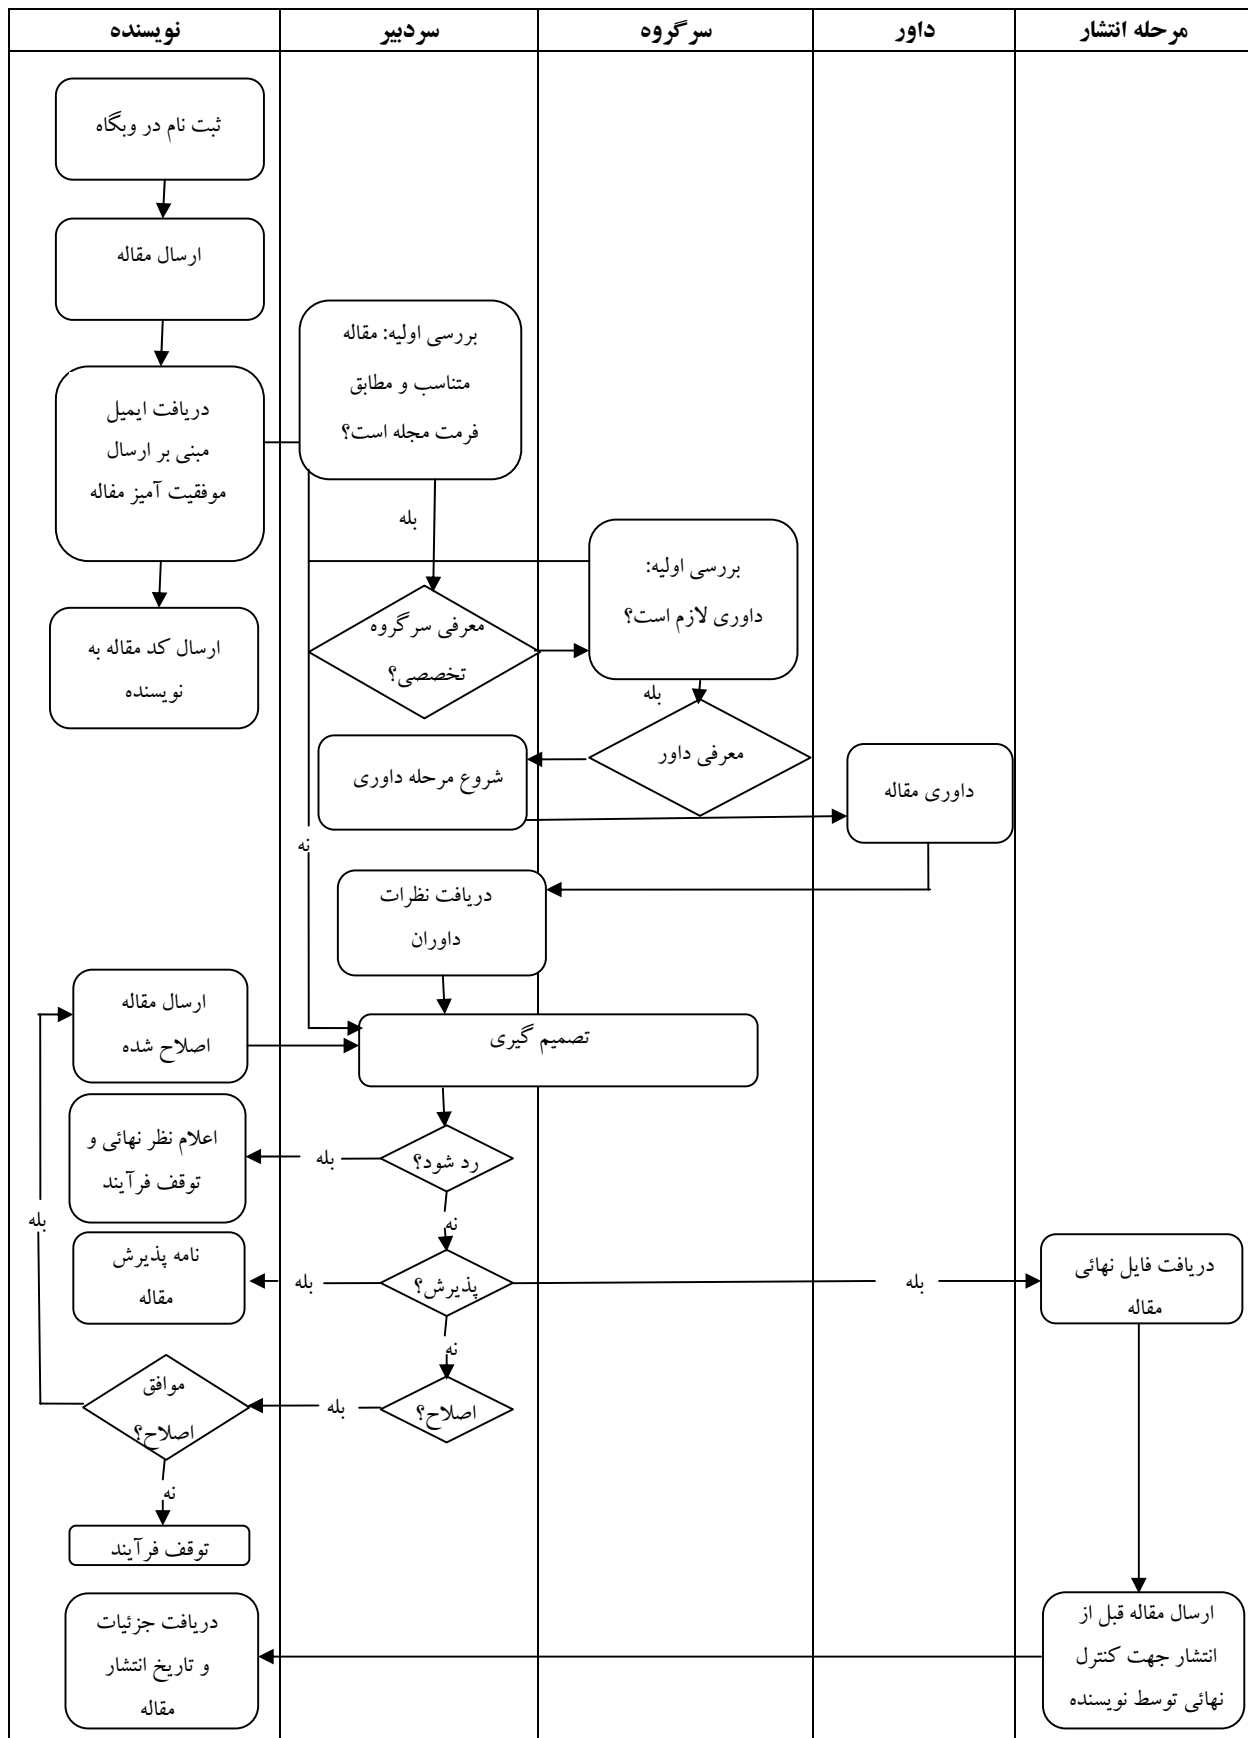 نویسنده
سردبیر
سرگروه
داور
مرحله انتشار
ثبت نام در وبگاه
ارسال مقاله
بررسی اولیه: مقاله
متناسب و مطابق
فرمت مجله است؟
دریافت ایمیل
مبنی بر ارسال
موفقیت آمیز مفاله
بله
بررسی اولیه:
داوری لازم است؟
ارسال کد مقاله به
نویسنده
معرفی سرگروه
تخصصی؟
بله
معرفی داور
شروع مرحله داوری
داوری مقاله
نه
دریافت نظرات
داوران
ارسال مقاله
اصلاح شده
تصمیم گیری
رد شود؟
بله
اعلام نظر نهائی و
توقف فرآیند
بله
نه
نامه پذیرش
مقاله
بله
پذیرش؟
بله
دریافت فایل نهائی
مقاله
نه
موافق
اصلاح؟
بله
اصلاح؟
نه
توقف فرآیند
دریافت جزئیات
و تاریخ انتشار
مقاله
ارسال مقاله قبل از
انتشار جهت کنترل
نهائی توسط نویسنده